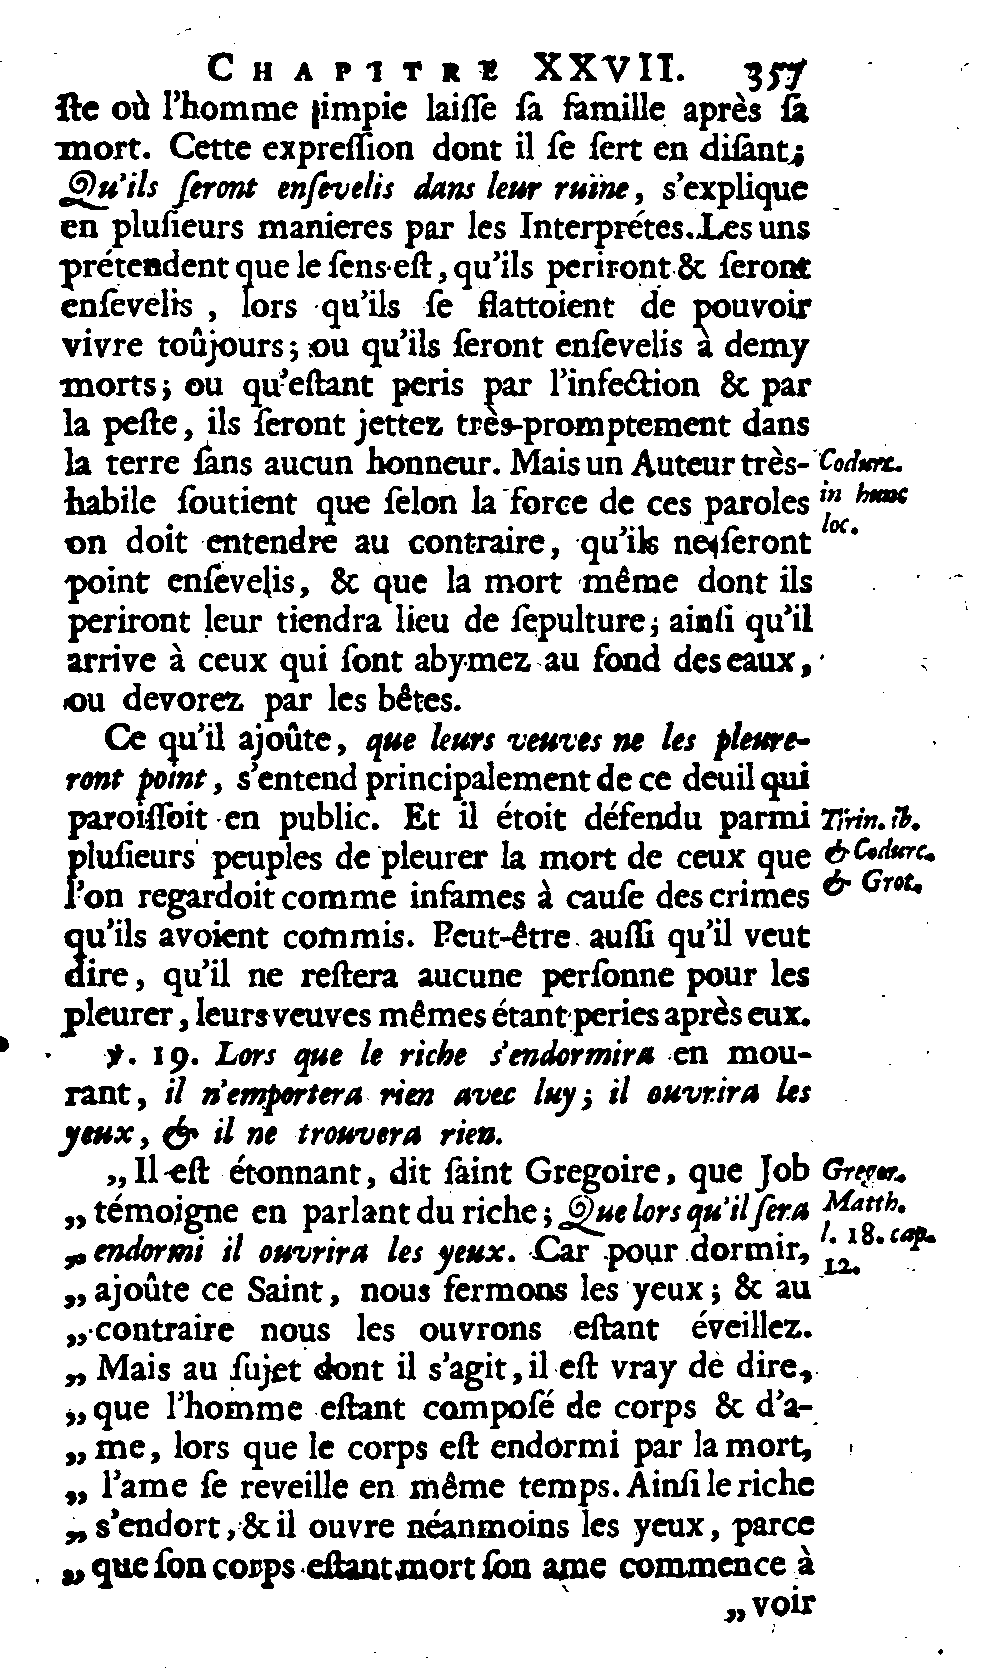 CHAPITRE XXVII. 357
ſte où l'homme impie laiſſe ſa famille après ſa
mort. Cette expreſſion dont il ſe ſert en diſant;
Qu'ils ſeront enſevelis dans leur ruine, s'explique
en pluſieurs manieres par les Interprétes. Les uns
prétendent que le ſens eſt, qu'ils periront & ſeront
enſevelis, lors qu'ils ſe flattoient de pouvoir
vivre toûjours; ou qu'ils ſeront enſevelis à demy
morts; ou qu'eſtant peris par l'infection & par
la peſte, ils ſeront jettez très-promptement dans
la terre ſans aucun honneur. Mais un Auteur très- Codurc.
habile ſoutient que ſelon la force de ces paroles in hunc
on doit entendre au contraire, qu'ils ne ſeront loc.
point enſevelis, & que la mort même dont ils
periront leur tiendra lieu de ſepulture; ainſi qu'il
arrive à ceux qui ſont abymez au fond des eaux,
ou devorez par les bêtes.
Ce qu'il ajoûte, que leurs veuves ne les pleure-
ront point, s'entend principalement de ce deuil qui
paroiſſoit en public. Et il étoit défendu parmi Tirin. ib.
pluſieurs peuples de pleurer la mort de ceux que & Codurc.
l'on regardoit comme infames à cauſe des crimes & Grot.
qu'ils avoient commis. Peut-être auſſi qu'il veut
dire, qu'il ne reſtera aucune perſonne pour les
pleurer, leurs veuves mêmes étant peries après eux.
℣. 19. Lors que le riche s'endormira en mou-
rant, il n'emportera rien avec luy; il ouvrira les
yeux, & il ne trouvera rien.
„ Il eſt étonnant, dit ſaint Gregoire, que Job Gregor.
„ témoigne en parlant du riche; Que lors qu'il ſera Matth.
„ endormi il ouvrira les yeux. Car pour dormir, l. 18. cap.
„ ajoûte ce Saint, nous fermons les yeux; & au 12.
„ contraire nous les ouvrons eſtant éveillez.
„ Mais au ſujet dont il s'agit, il eſt vray de dire,
„ que l'homme eſtant compoſé de corps & d'a-
„ me, lors que le corps eſt endormi par la mort,
„ l'ame ſe reveille en même temps. Ainſi le riche
„ s'endort, & il ouvre néanmoins les yeux, parce
„ que ſon corps eſtant mort ſon ame commence à
„ voir